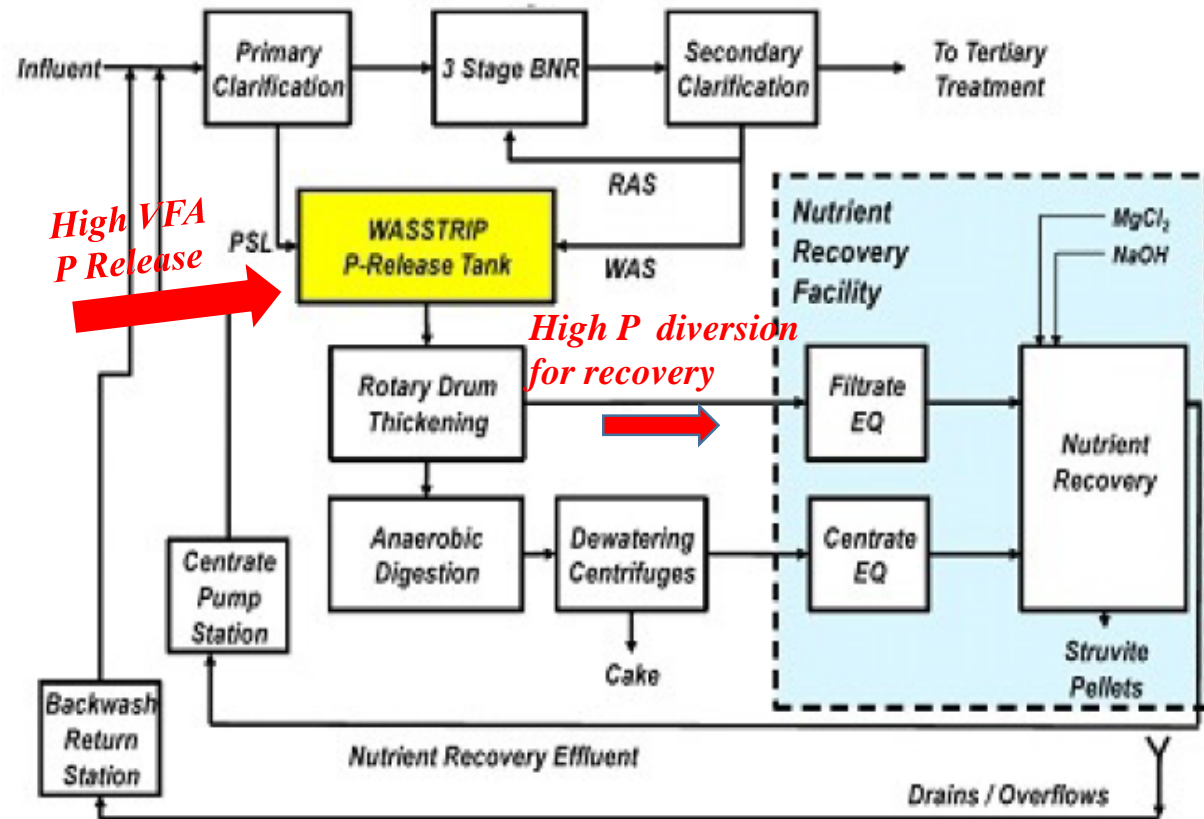 Influent
Primary
Clarification
3 Stage BNR
Secondary
Clarification
To Tertiary
Treatment
RAS
High VFA
P Release
PSL
WASSTRIP
P-Release Tank
WAS
Nutrient
Recovery
Facility
MgCl₂
NaOH
High P diversion
for recovery
Rotary Drum
Thickening
Filtrate
EQ
Nutrient
Recovery
Anaerobic
Digestion
Dewatering
Centrifuges
Centrate
EQ
Centrate
Pump
Station
Cake
Struvite
Pellets
Backwash
Return
Station
Nutrient Recovery Effluent
Drains / Overflows